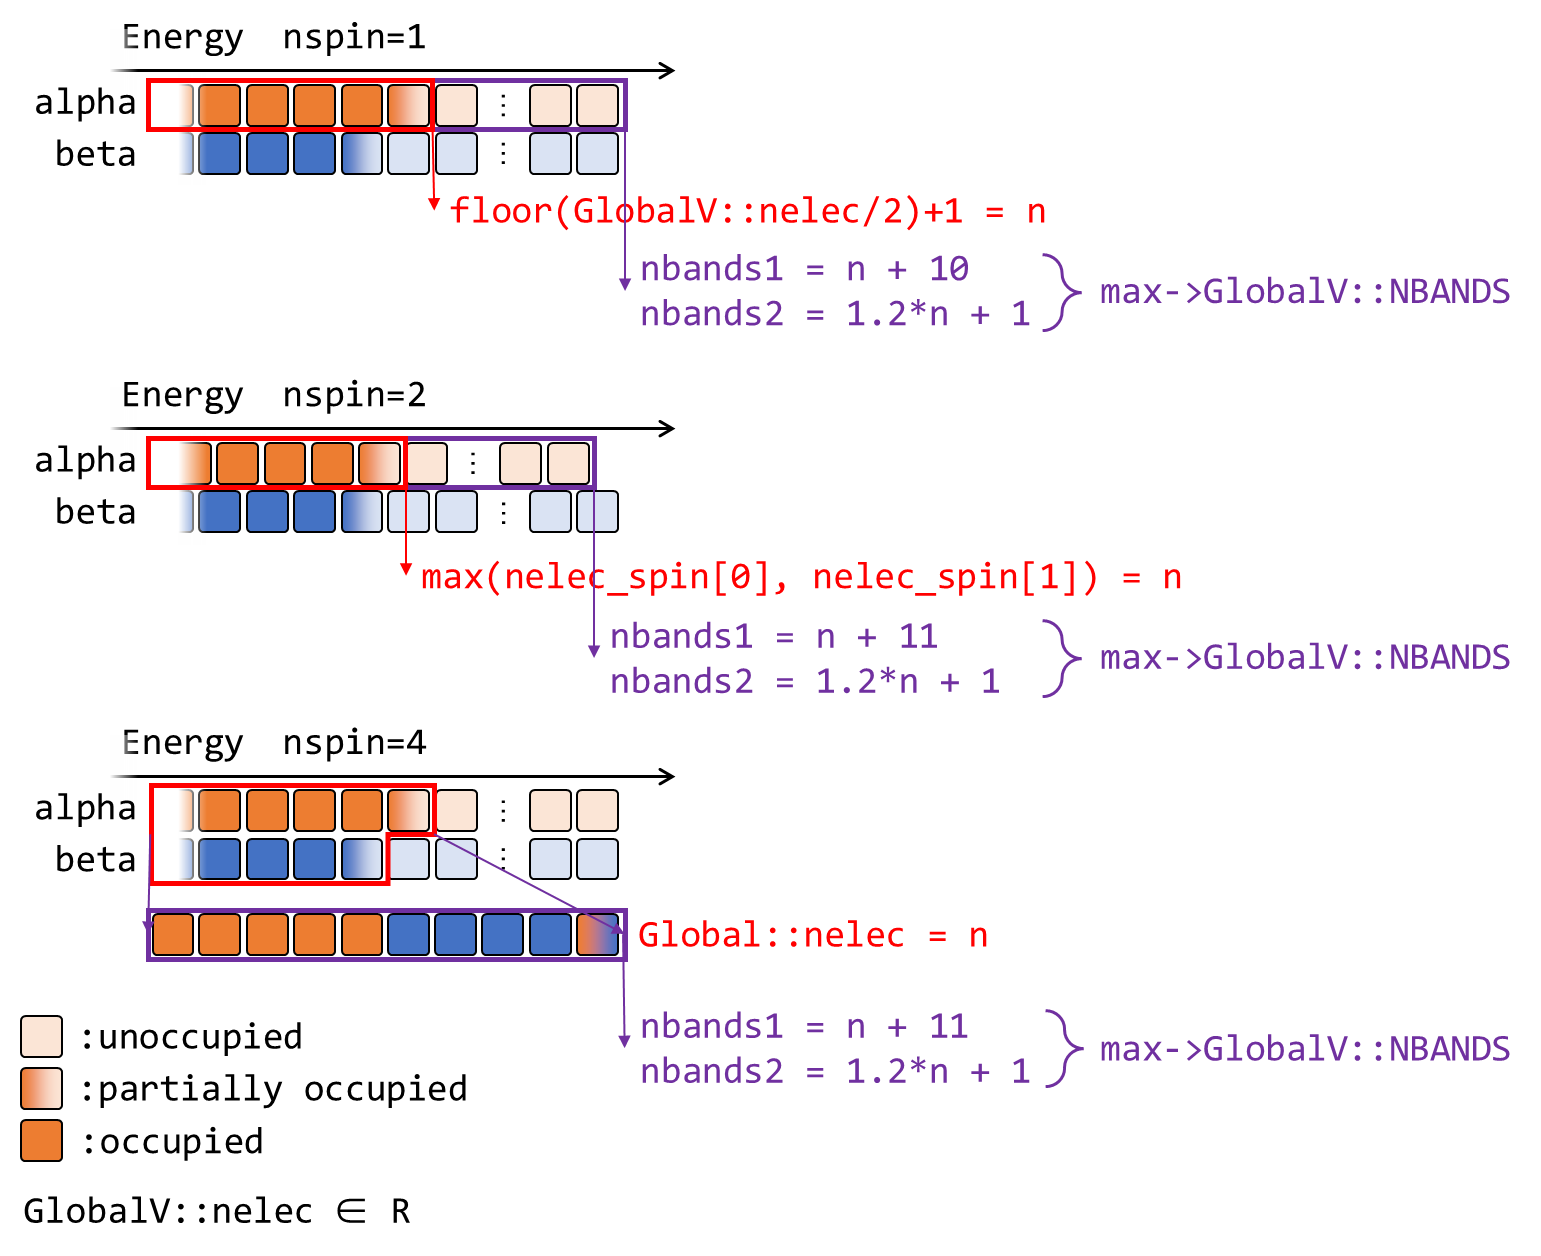 Energy nspin=1
alpha
beta
floor(GlobalV::nelec/2)+1 = n
nbands1 = n + 10
nbands2 = 1.2*n + 1
max->GlobalV::NBANDS
Energy nspin=2
alpha
beta
max(nelec_spin[0], nelec_spin[1]) = n
nbands1 = n + 11
nbands2 = 1.2*n + 1
max->GlobalV::NBANDS
Energy nspin=4
alpha
beta
Global::nelec = n
nbands1 = n + 11
nbands2 = 1.2*n + 1
max->GlobalV::NBANDS
:unoccupied
:partially occupied
:occupied
GlobalV::nelec ∈ R